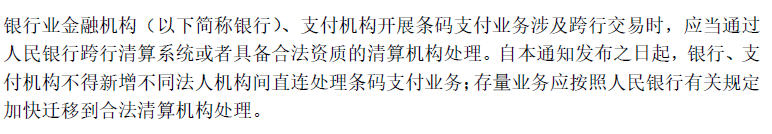 银行业金融机构（以下简称银行）、支付机构开展条码支付业务涉及跨行交易时，应当通过
人民银行跨行清算系统或者具备合法资质的清算机构处理。自本通知发布之日起，银行、支
付机构不得新增不同法人机构间直连处理条码支付业务；存量业务应按照人民银行有关规定
加快迁移到合法清算机构处理。